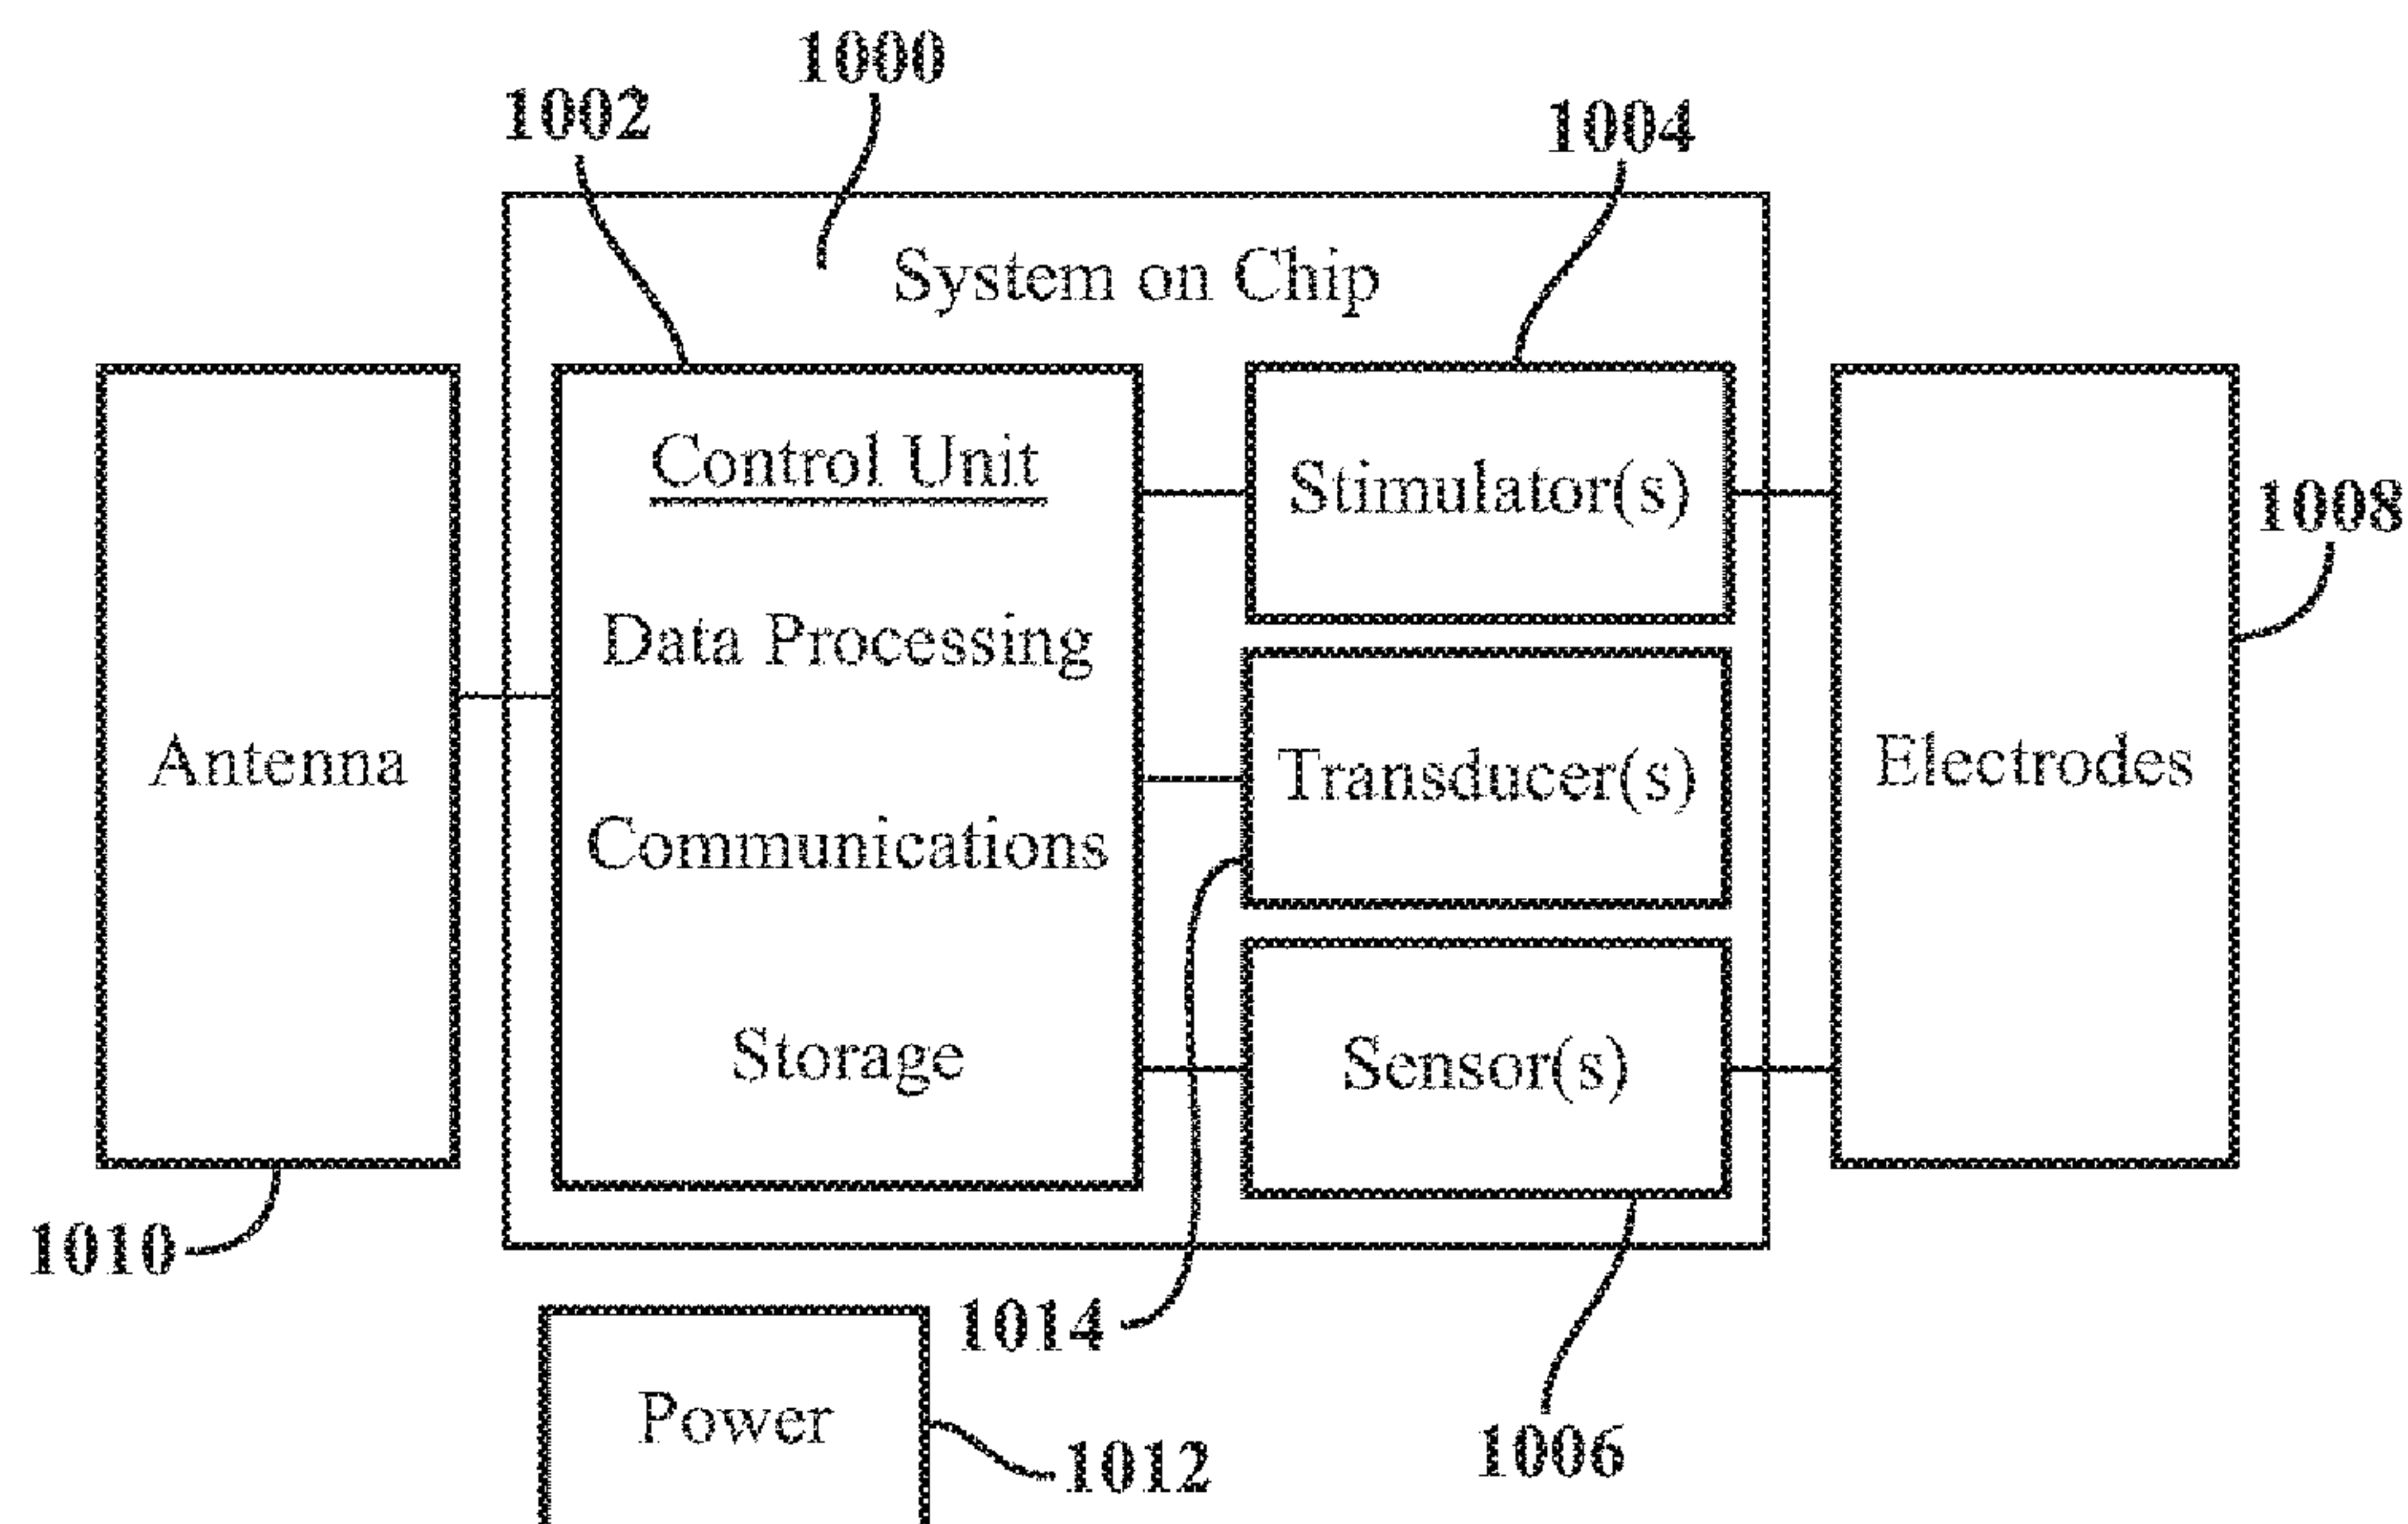 1000
1002
1004
System on Chip
Control Unit
Stimulator(s)
1008
Data Processing
Antenna
Transducer(s)
Electrodes
Communications
Storage
Sensor(s)
1010
1014
Power
1012
1006